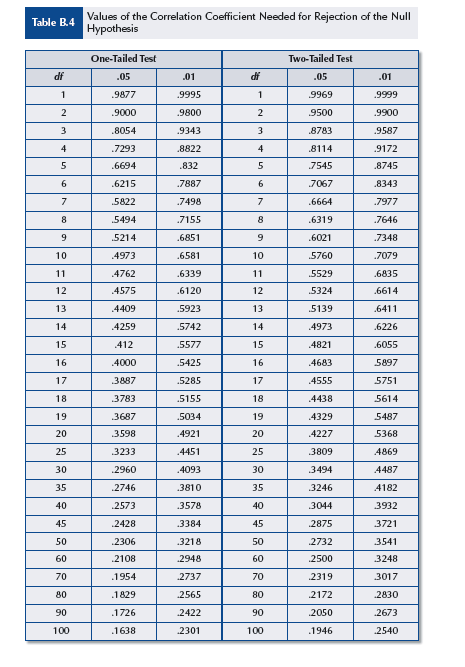 Table B.4 Values of the Correlation Coefficient Needed for Rejection of the Null
Hypothesis
One-Tailed Test Two-Tailed Test
df .05 .01 df .05 .01
1 .9877 .9995 1 .9969 .9999
2 .9000 .9800 2 .9500 .9900
3 .8054 .9343 3 .8783 .9587
4 .7293 .8822 4 .8114 .9172
5 .6694 .832 5 .7545 .8745
6 .6215 .7887 6 .7067 .8343
7 .5822 .7498 7 .6664 .7977
8 .5494 .7155 8 .6319 .7646
9 .5214 .6851 9 .6021 .7348
10 .4973 .6581 10 .5760 .7079
11 .4762 .6339 11 .5529 .6835
12 .4575 .6120 12 .5324 .6614
13 .4409 .5923 13 .5139 .6411
14 .4259 .5742 14 .4973 .6226
15 .412 .5577 15 .4821 .6055
16 .4000 .5425 16 .4683 .5897
17 .3887 .5285 17 .4555 .5751
18 .3783 .5155 18 .4438 .5614
19 .3687 .5034 19 .4329 .5487
20 .3598 .4921 20 .4227 .5368
25 .3233 .4451 25 .3809 .4869
30 .2960 .4093 30 .3494 .4487
35 .2746 .3810 35 .3246 .4182
40 .2573 .3578 40 .3044 .3932
45 .2428 .3384 45 .2875 .3721
50 .2306 .3218 50 .2732 .3541
60 .2108 .2948 60 .2500 .3248
70 .1954 .2737 70 .2319 .3017
80 .1829 .2565 80 .2172 .2830
90 .1726 .2422 90 .2050 .2673
100 .1638 .2301 100 .1946 .2540